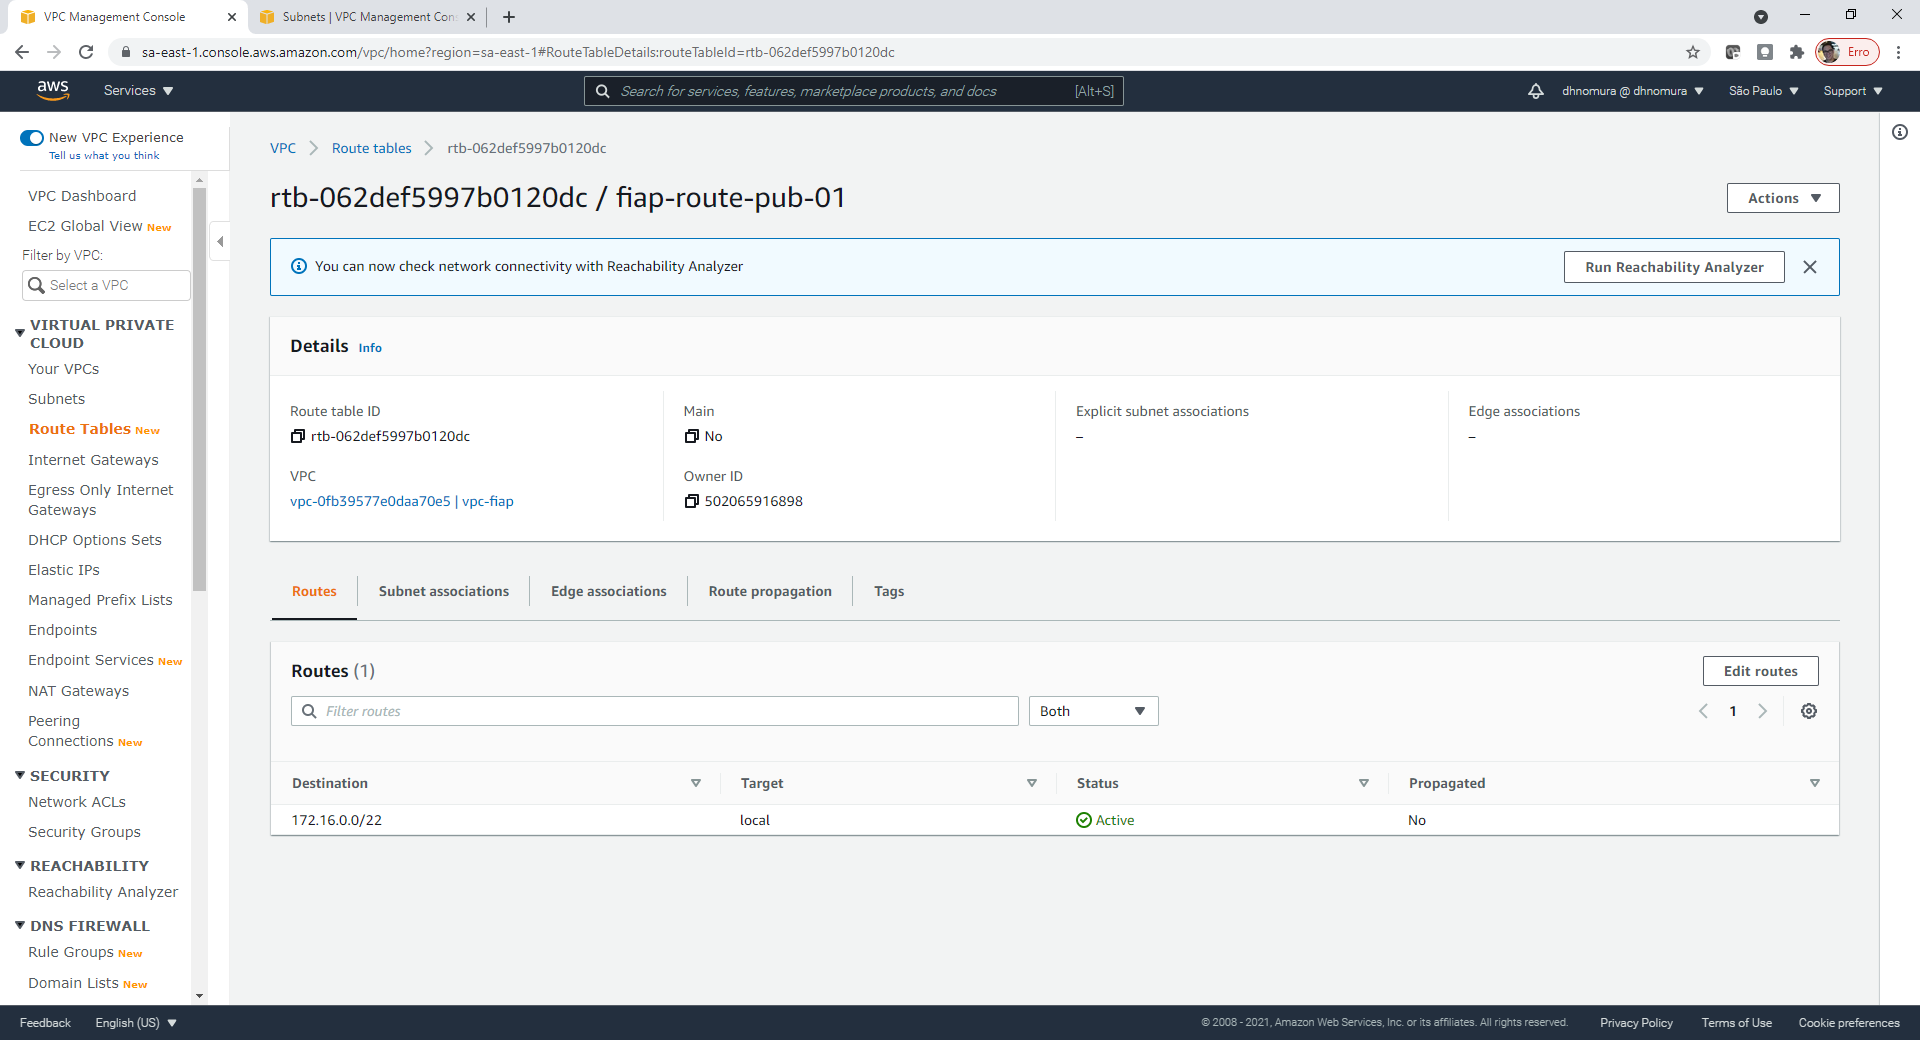 VPC Management Console
Subnets | VPC Management Con
sa-east-1.console.aws.amazon.com/vpc/home?region=sa-east-1#RouteTableDetails:routeTableId=rtb-062def5997b0120dc
Erro
aws
Services
Search for services, features, marketplace products, and docs
[Alt+S]
dhnomura @ dhnomura
São Paulo
Support
New VPC Experience
Tell us what you think
VPC Dashboard
EC2 Global View New
Filter by VPC:
Select a VPC
VIRTUAL PRIVATE
CLOUD
Your VPCs
Subnets
Route Tables New
Internet Gateways
Egress Only Internet
Gateways
DHCP Options Sets
Elastic IPs
Managed Prefix Lists
Endpoints
Endpoint Services New
NAT Gateways
Peering
Connections New
SECURITY
Network ACLs
Security Groups
REACHABILITY
Reachability Analyzer
DNS FIREWALL
Rule Groups New
Domain Lists New
VPC
Route tables
rtb-062def5997b0120dc
rtb-062def5997b0120dc / fiap-route-pub-01
Actions
You can now check network connectivity with Reachability Analyzer
Run Reachability Analyzer
Details Info
Route table ID
rtb-062def5997b0120dc
VPC
vpc-0fb39577e0daa70e5 | vpc-fiap
Main
No
Owner ID
502065916898
Explicit subnet associations
–
Edge associations
–
Routes
Subnet associations
Edge associations
Route propagation
Tags
Routes (1)
Edit routes
Filter routes
Both
1
Destination
Target
Status
Propagated
172.16.0.0/22
local
Active
No
Feedback
English (US)
© 2008 - 2021, Amazon Web Services, Inc. or its affiliates. All rights reserved.
Privacy Policy
Terms of Use
Cookie preferences